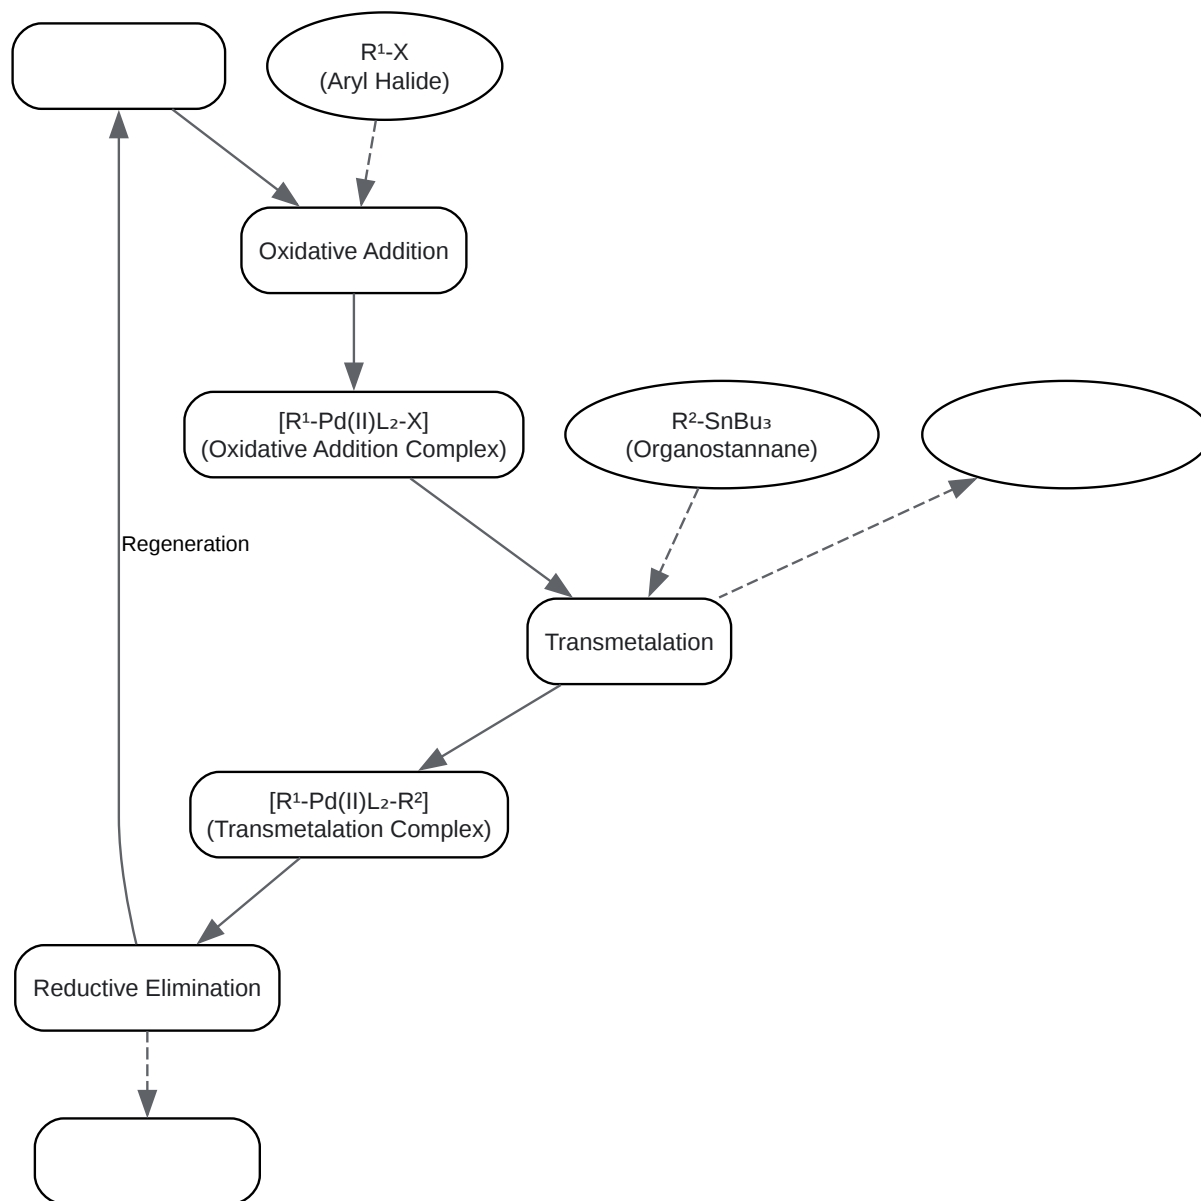 R¹-X
(Aryl Halide)
Oxidative Addition
[R¹-Pd(II)L₂-X]
(Oxidative Addition Complex)
R²-SnBu₃
(Organostannane)
Regeneration
Transmetalation
[R¹-Pd(II)L₂-R²]
(Transmetalation Complex)
Reductive Elimination